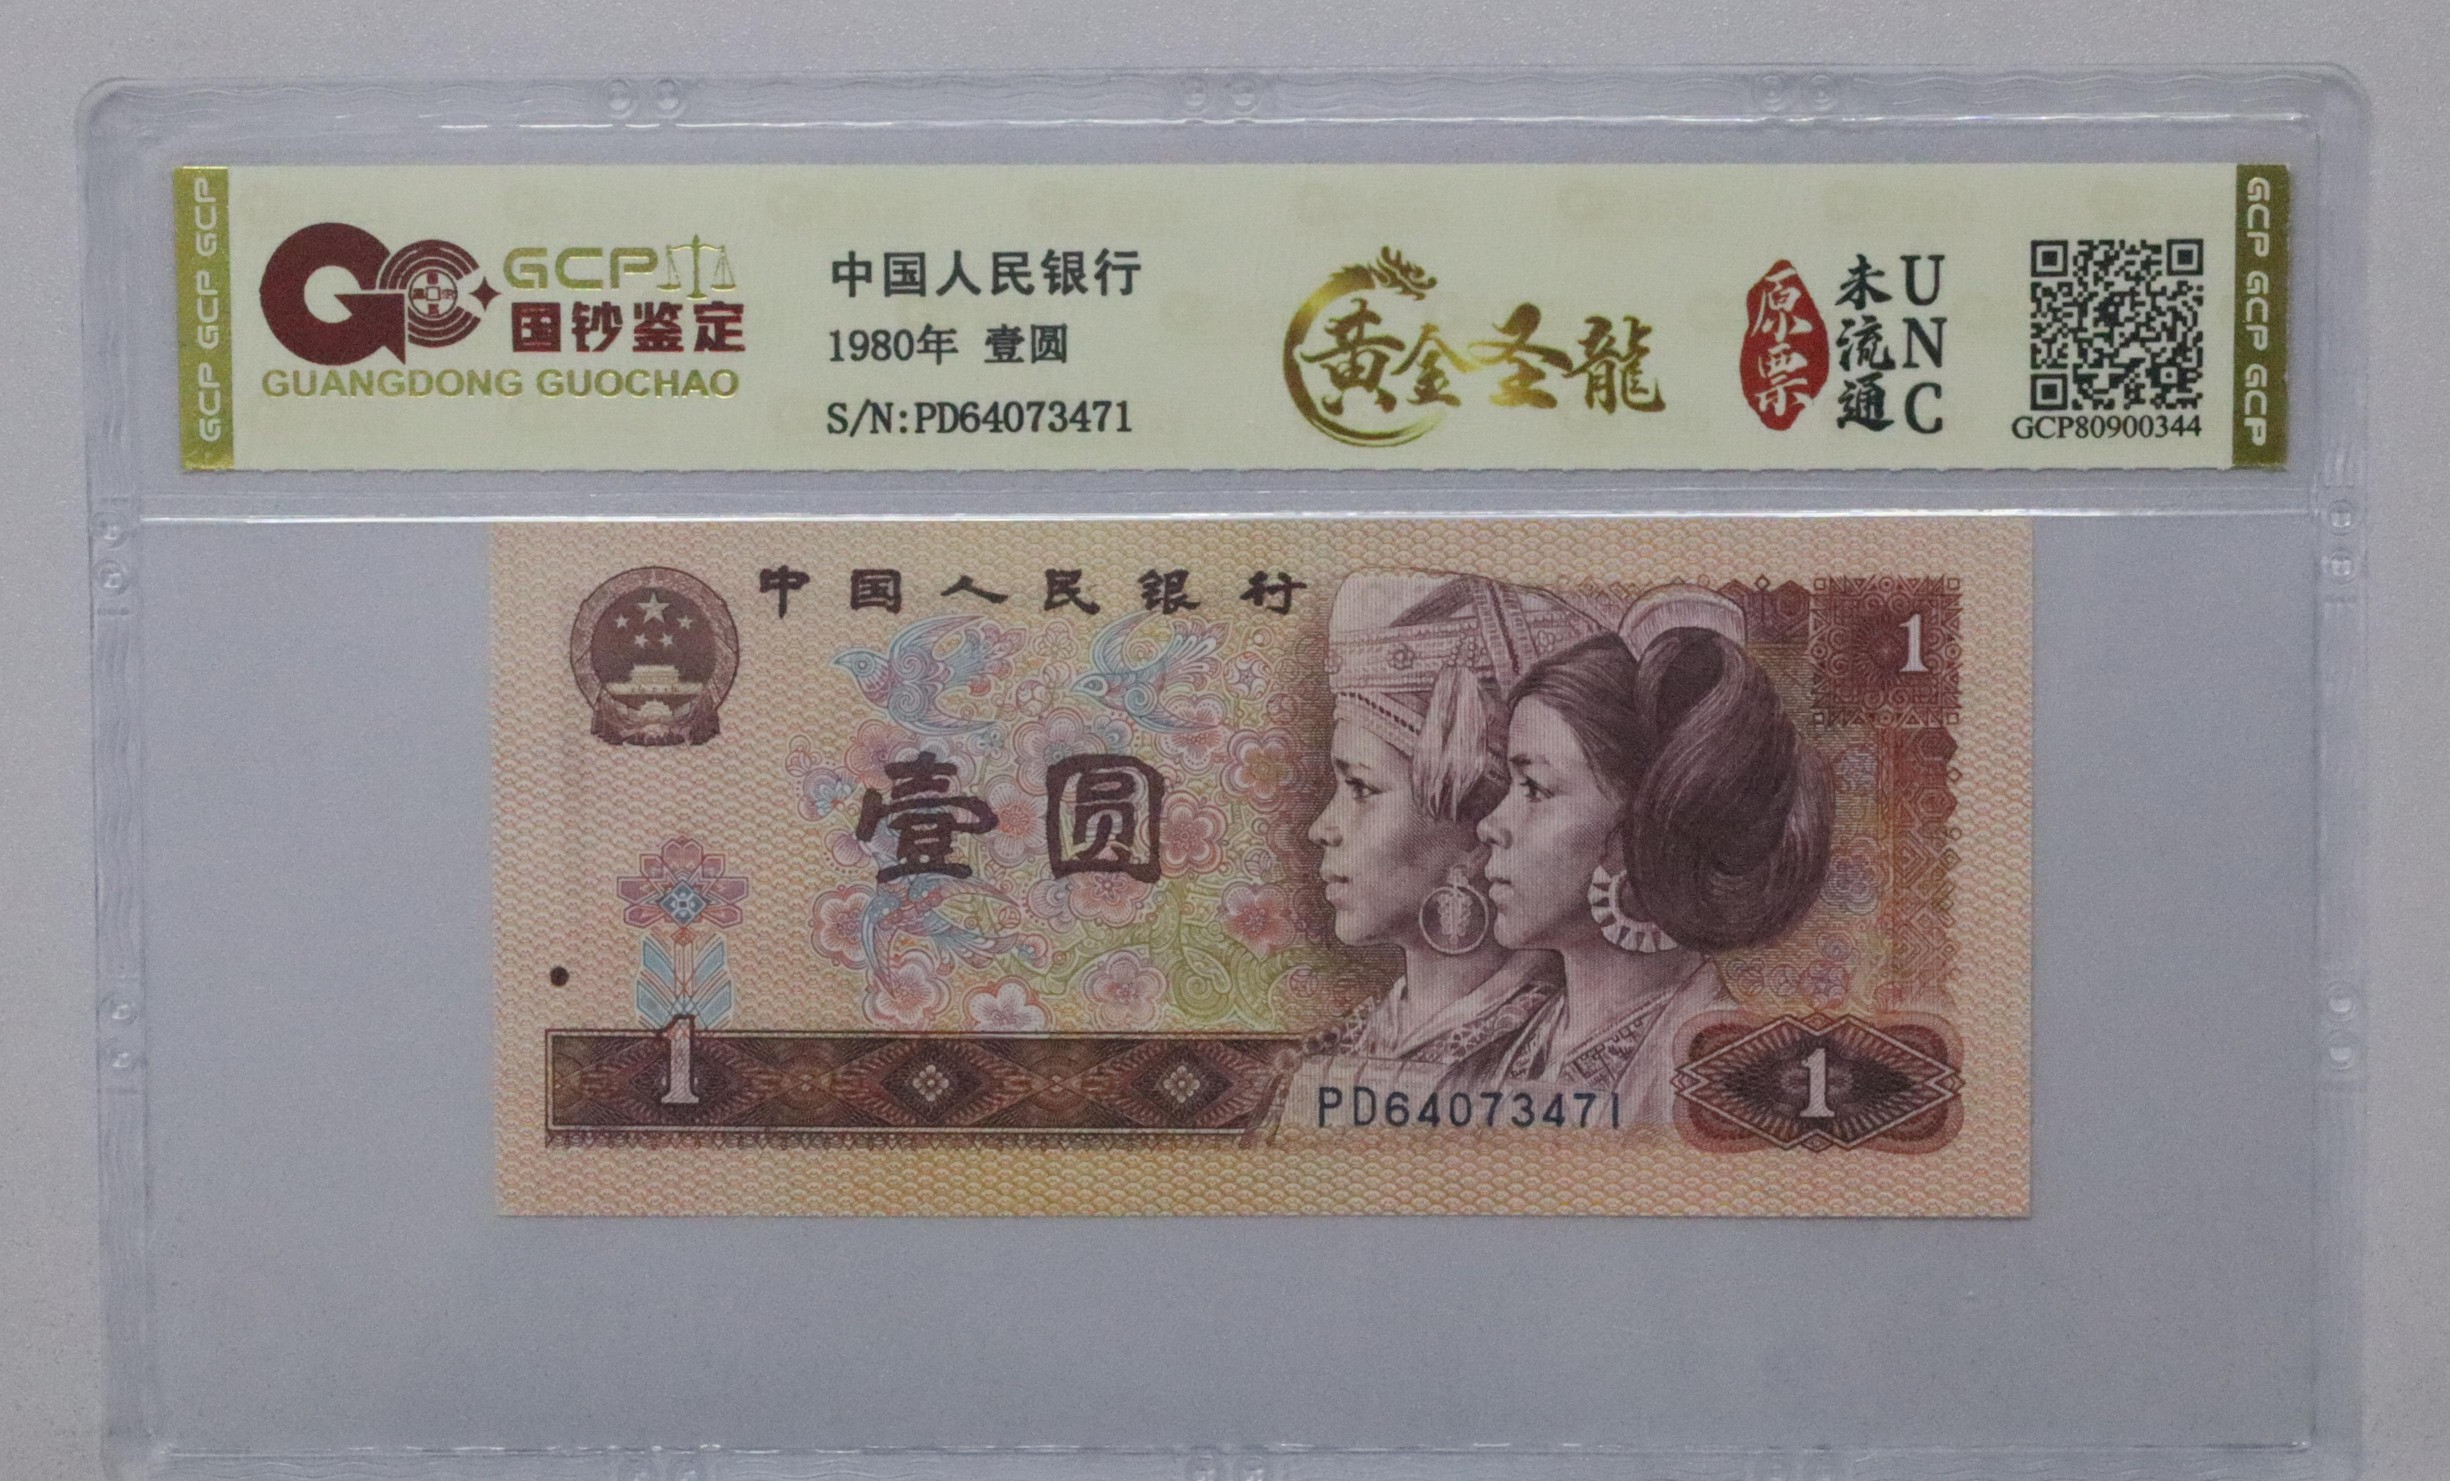 GCP GCP GCP
GCP
国钞鉴定
GUANGDONG GUOCHAO
中国人民银行
1980年 壹圆
S/N:PD64073471
黄金圣龍
原票
未流通
UNC
GCP80900344
GCP GCP GCP
中国人民银行
1
壹圆
1
PD64073471
1